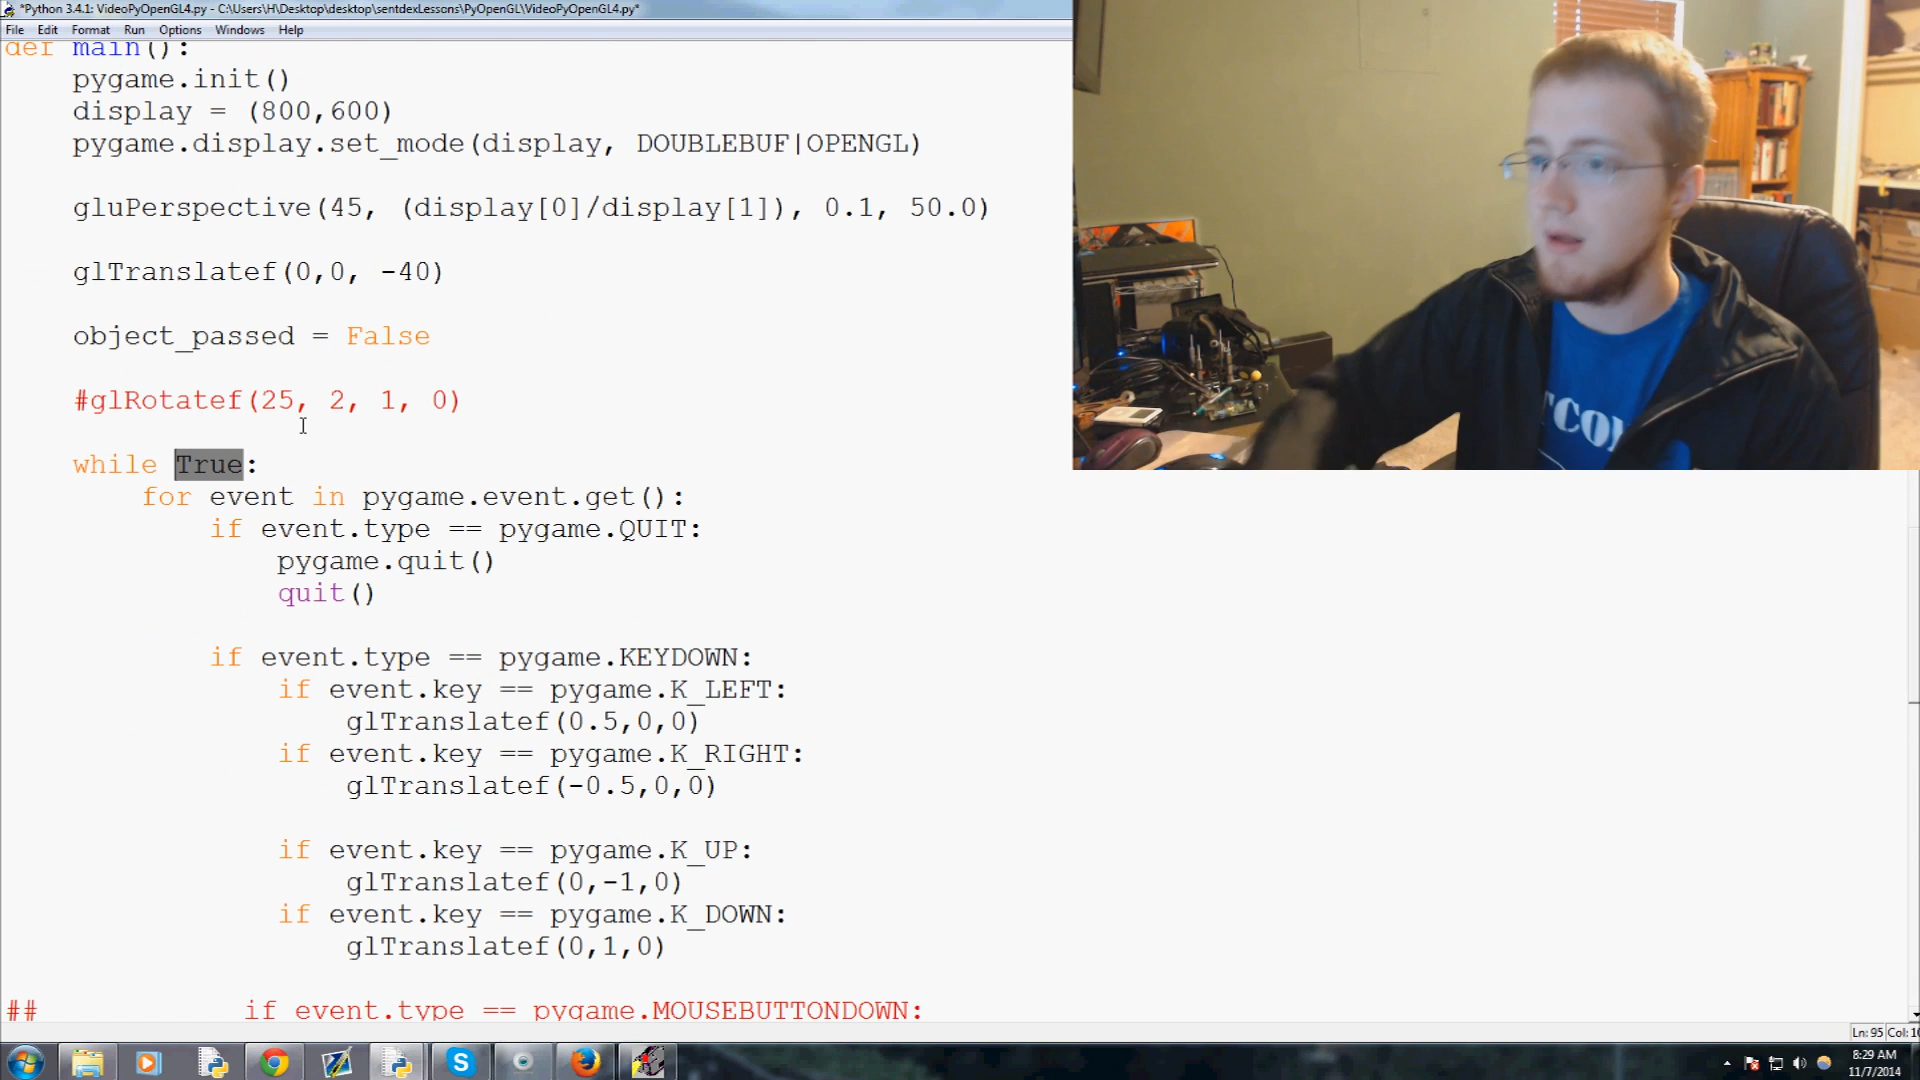 *Python 3.4.1: VideoPyOpenGL4.py - C:\Users\H\Desktop\desktop\sentdexLessons\PyOpenGL\VideoPyOpenGL4.py*
File Edit Format Run Options Windows Help
def main():
pygame.init()
display = (800,600)
pygame.display.set_mode(display, DOUBLEBUF|OPENGL)
gluPerspective(45, (display[0]/display[1]), 0.1, 50.0)
glTranslatef(0,0, -40)
object_passed = False
#glRotatef(25, 2, 1, 0)
while True:
for event in pygame.event.get():
if event.type == pygame.QUIT:
pygame.quit()
quit()
if event.type == pygame.KEYDOWN:
if event.key == pygame.K_LEFT:
glTranslatef(0.5,0,0)
if event.key == pygame.K_RIGHT:
glTranslatef(-0.5,0,0)
if event.key == pygame.K_UP:
glTranslatef(0,-1,0)
if event.key == pygame.K_DOWN:
glTranslatef(0,1,0)
## if event.type == pygame.MOUSEBUTTONDOWN:
Ln: 95 Col: 1
8:29 AM
11/7/2014